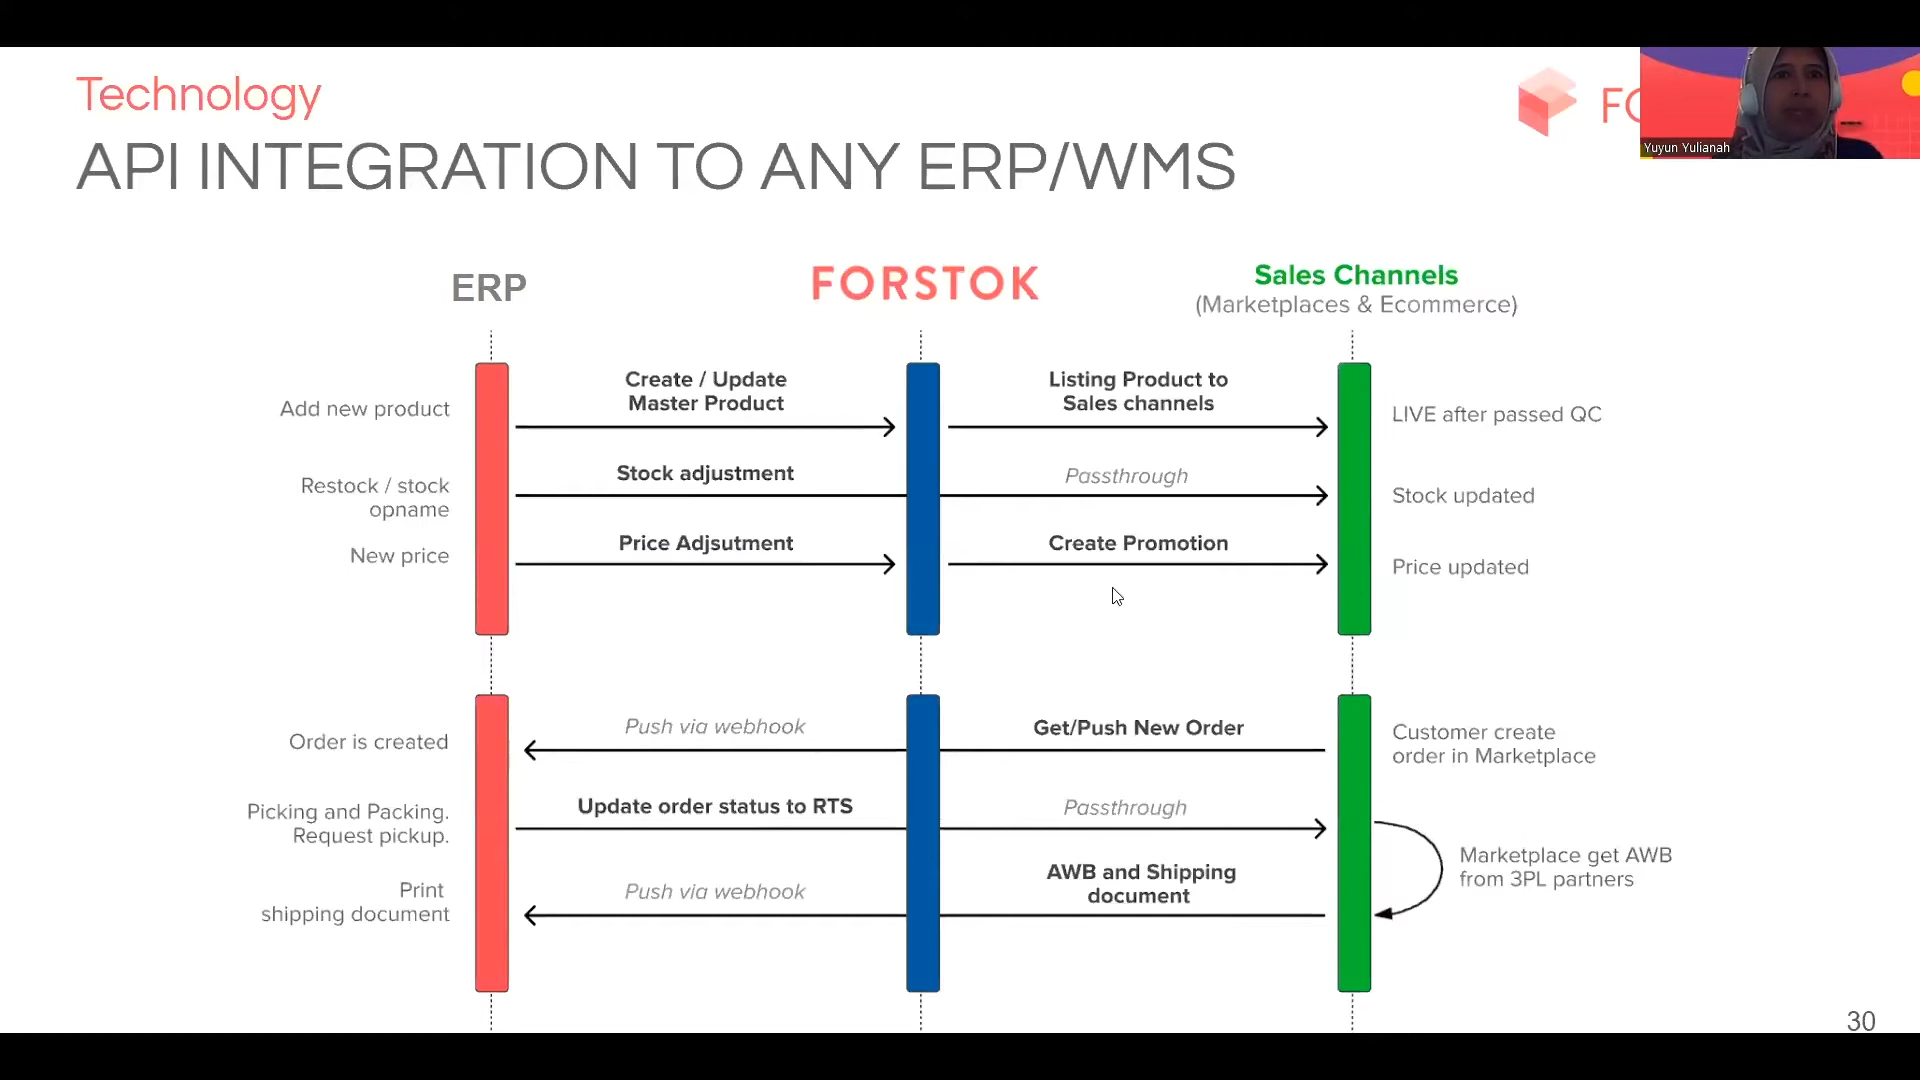 Technology
API INTEGRATION TO ANY ERP/WMS
FO
Yuyun Yulianah
ERP
FORSTOK
Sales Channels
(Marketplaces & Ecommerce)
Add new product
Create / Update
Master Product
Listing Product to
Sales channels
LIVE after passed QC
Restock / stock
opname
Stock adjustment
Passthrough
Stock updated
New price
Price Adjsutment
Create Promotion
Price updated
Order is created
Push via webhook
Get/Push New Order
Customer create
order in Marketplace
Picking and Packing.
Request pickup.
Update order status to RTS
Passthrough
Marketplace get AWB
from 3PL partners
Print
shipping document
Push via webhook
AWB and Shipping
document
30